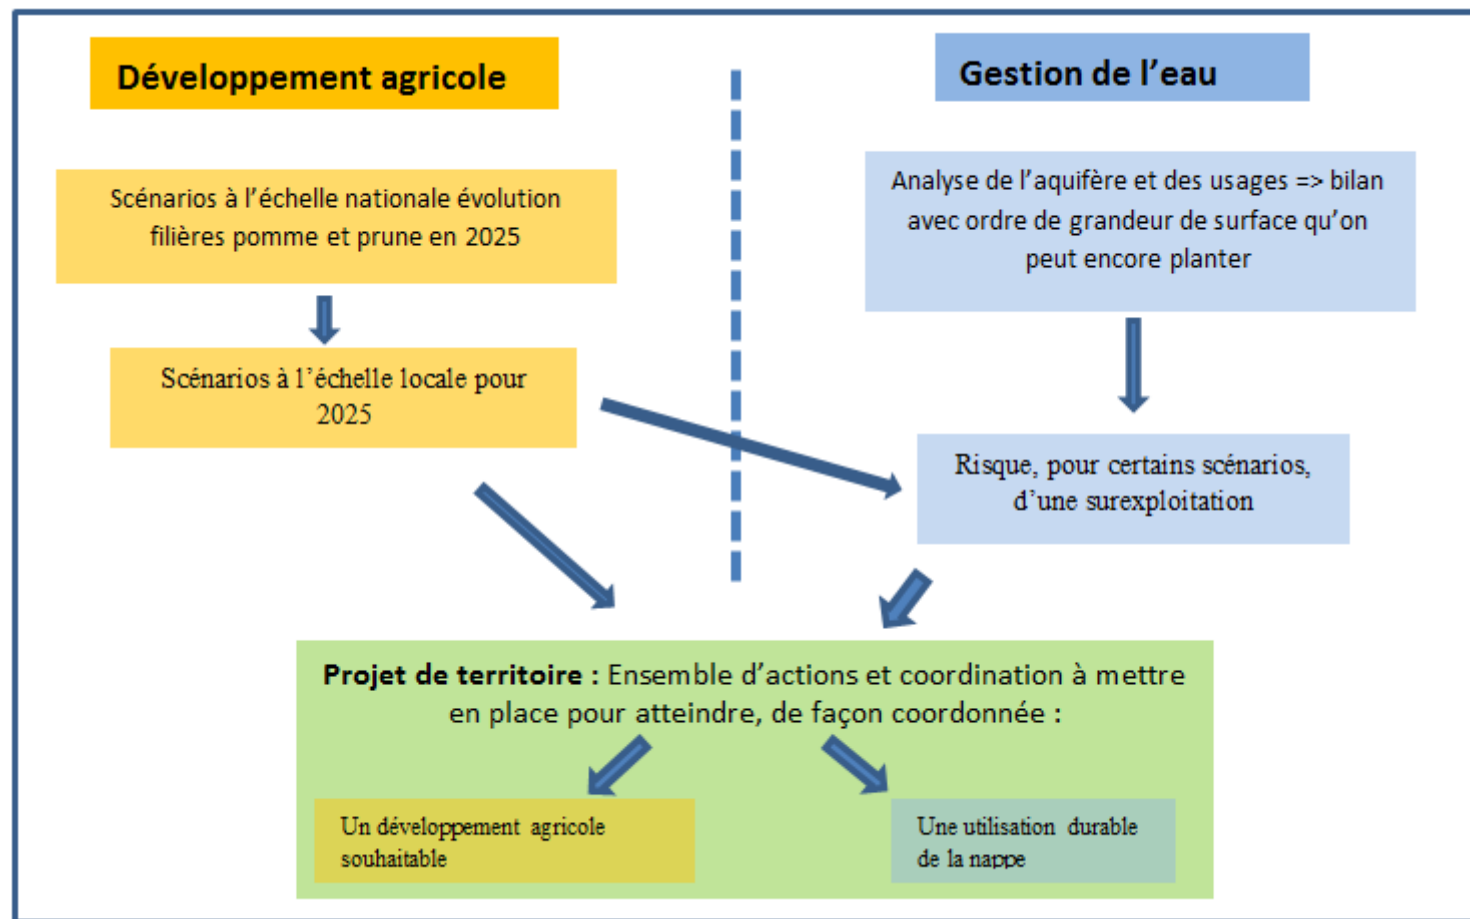 Développement agricole
Gestion de l’eau
Scénarios à l’échelle nationale évolution
filières pomme et prune en 2025
Analyse de l’aquifère et des usages => bilan
avec ordre de grandeur de surface qu’on
peut encore planter
Scénarios à l’échelle locale pour
2025
Risque, pour certains scénarios,
d’une surexploitation
Projet de territoire : Ensemble d’actions et coordination à mettre
en place pour atteindre, de façon coordonnée :
Un développement agricole
souhaitable
Une utilisation durable
de la nappe